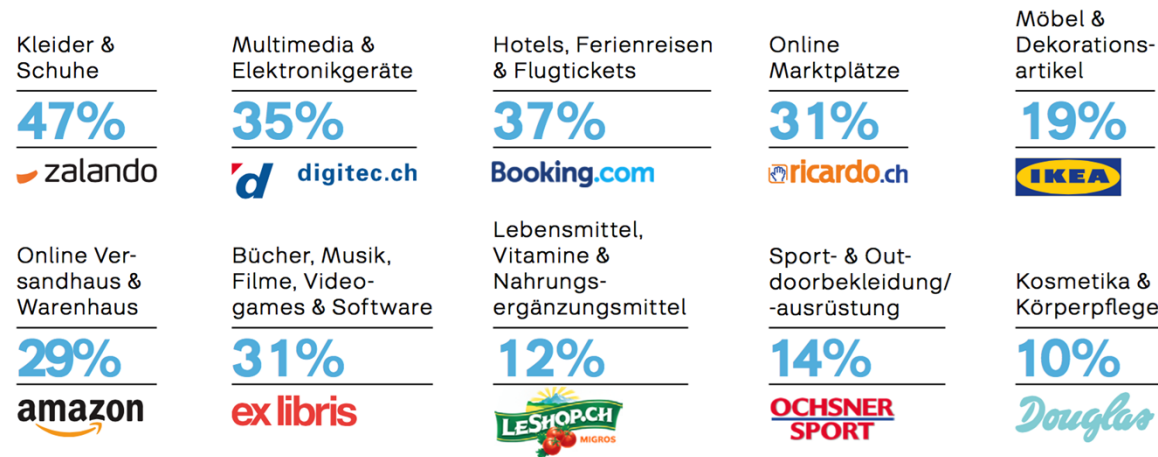 Kleider &
Schuhe
47%
zalando
Multimedia &
Elektronikgeräte
35%
d digitec.ch
Hotels, Ferienreisen
& Flugtickets
37%
Booking.com
Online
Marktplätze
31%
ricardo.ch
Möbel &
Dekorations-
artikel
19%
IKEA
Online Ver-
sandhaus &
Warenhaus
29%
amazon
Bücher, Musik,
Filme, Video-
games & Software
31%
ex libris
Lebensmittel,
Vitamine &
Nahrungs-
ergänzungsmittel
12%
LESHOP.CH
MIGROS
Sport- & Out-
doorbekleidung/
-ausrüstung
14%
OCHSNER
SPORT
Kosmetika &
Körperpflege
10%
Douglas